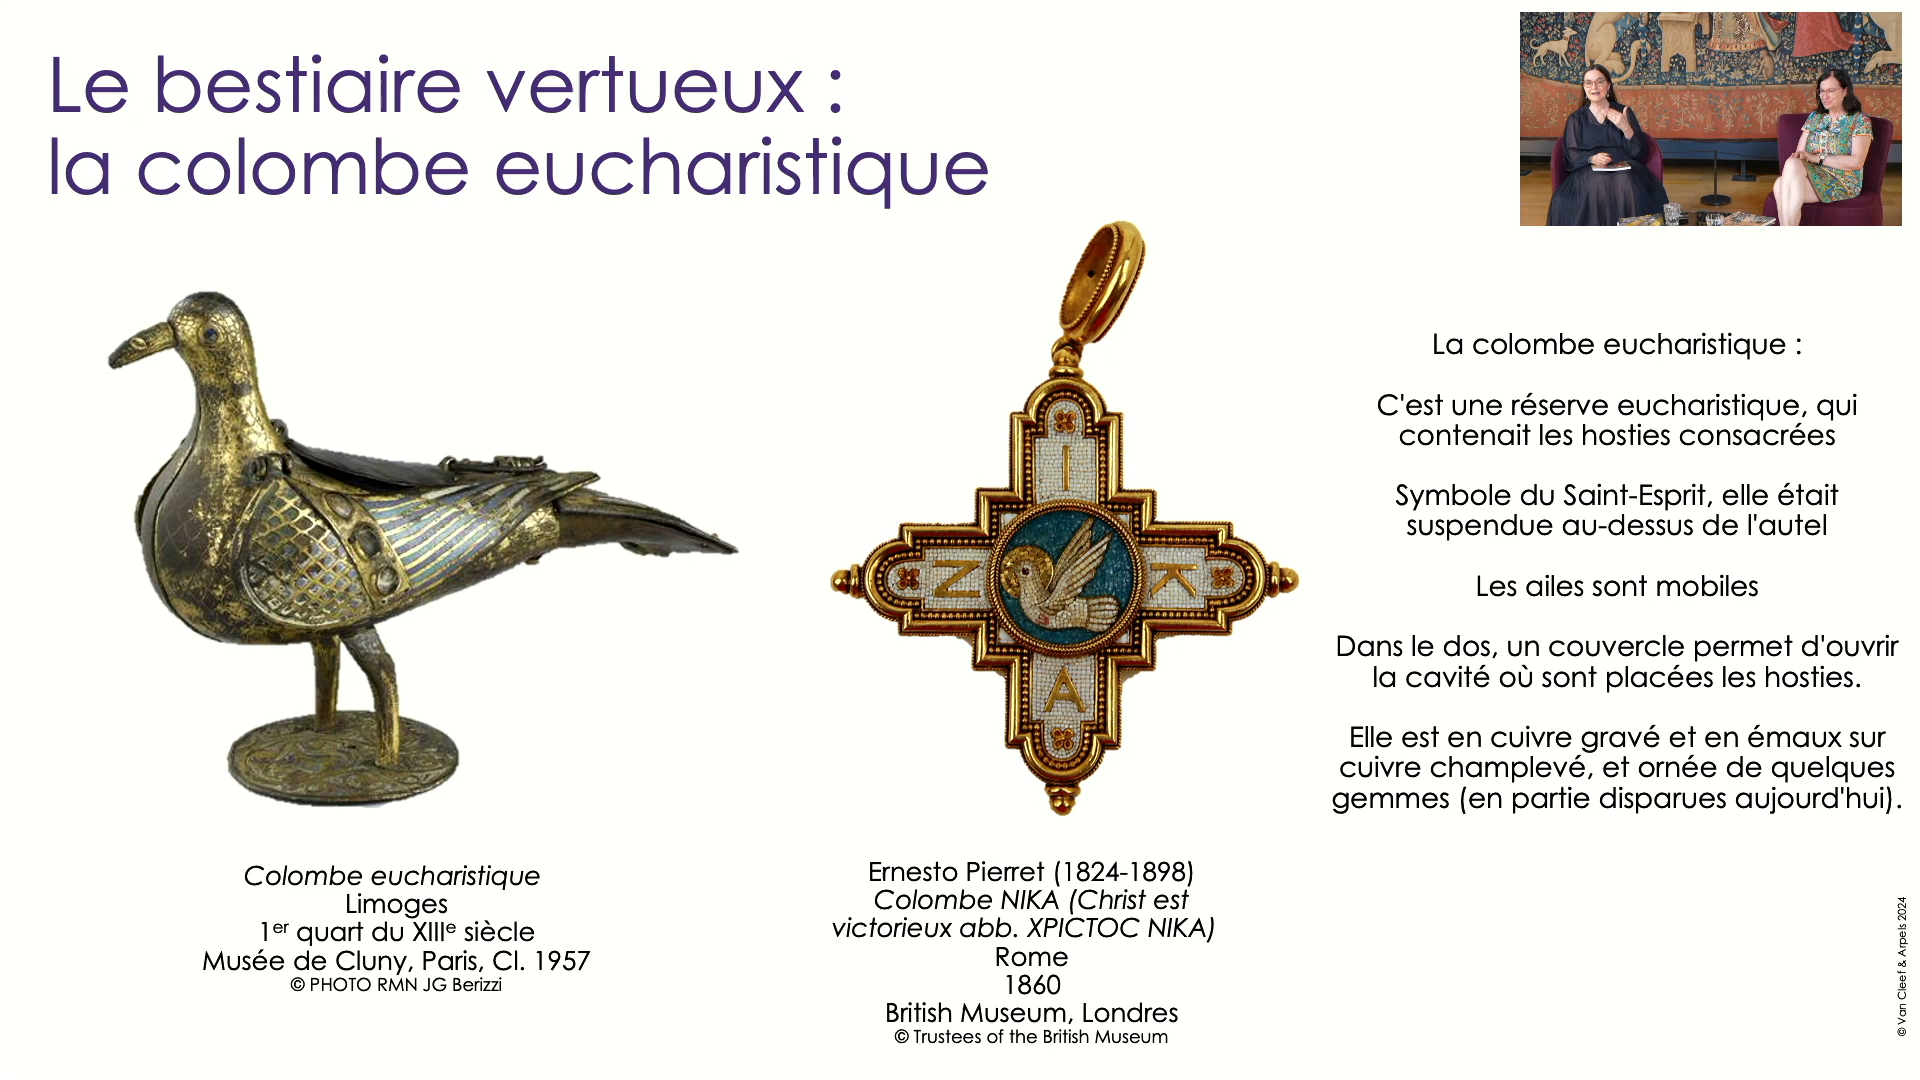 Le bestiaire vertueux :
la colombe eucharistique
I
N
K
A
La colombe eucharistique :
C'est une réserve eucharistique, qui
contenait les hosties consacrées
Symbole du Saint-Esprit, elle était
suspendue au-dessus de l'autel
Les ailes sont mobiles
Dans le dos, un couvercle permet d'ouvrir
la cavité où sont placées les hosties.
Elle est en cuivre gravé et en émaux sur
cuivre champlevé, et ornée de quelques
gemmes (en partie disparues aujourd'hui).
Colombe eucharistique
Limoges
1er quart du XIIIe siècle
Musée de Cluny, Paris, Cl. 1957
© PHOTO RMN JG Berizzi
Ernesto Pierret (1824-1898)
Colombe NIKA (Christ est
victorieux abb. XPICTOC NIKA)
Rome
1860
British Museum, Londres
© Trustees of the British Museum
© Van Cleef & Arpels 2024